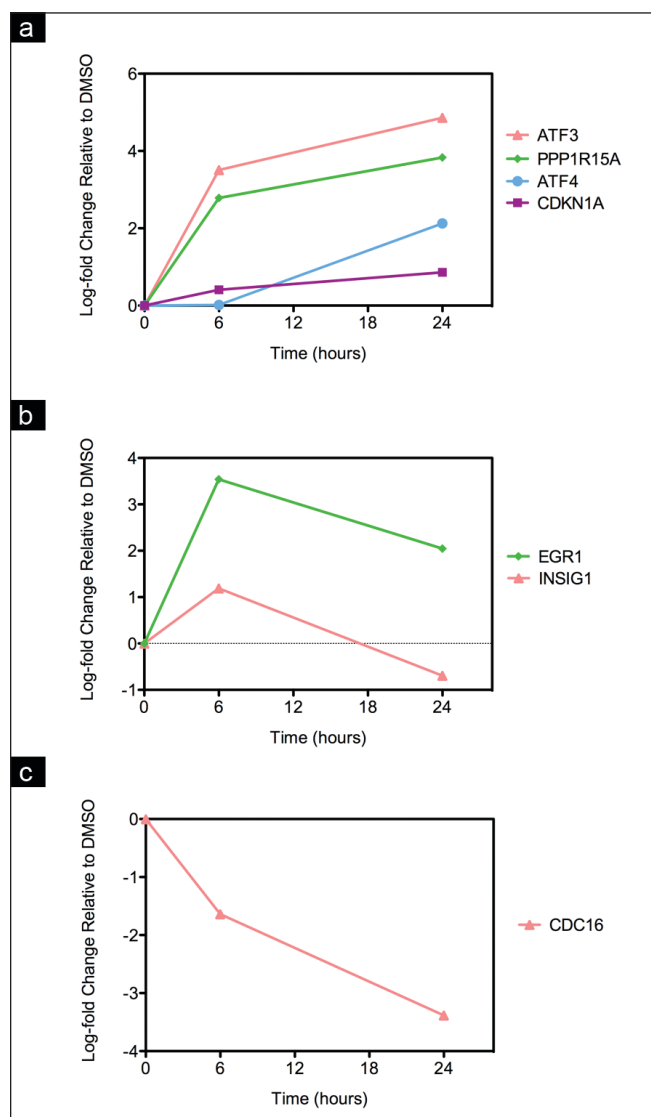 a
Log-fold Change Relative to DMSO
6
4
2
0
0 6 12 18 24
Time (hours)
ATF3
PPP1R15A
ATF4
CDKN1A
b
Log-fold Change Relative to DMSO
4
3
2
1
0
-1
0 6 12 18 24
Time (hours)
EGR1
INSIG1
c
Log-fold Change Relative to DMSO
0
-1
-2
-3
-4
0 6 12 18 24
Time (hours)
CDC16